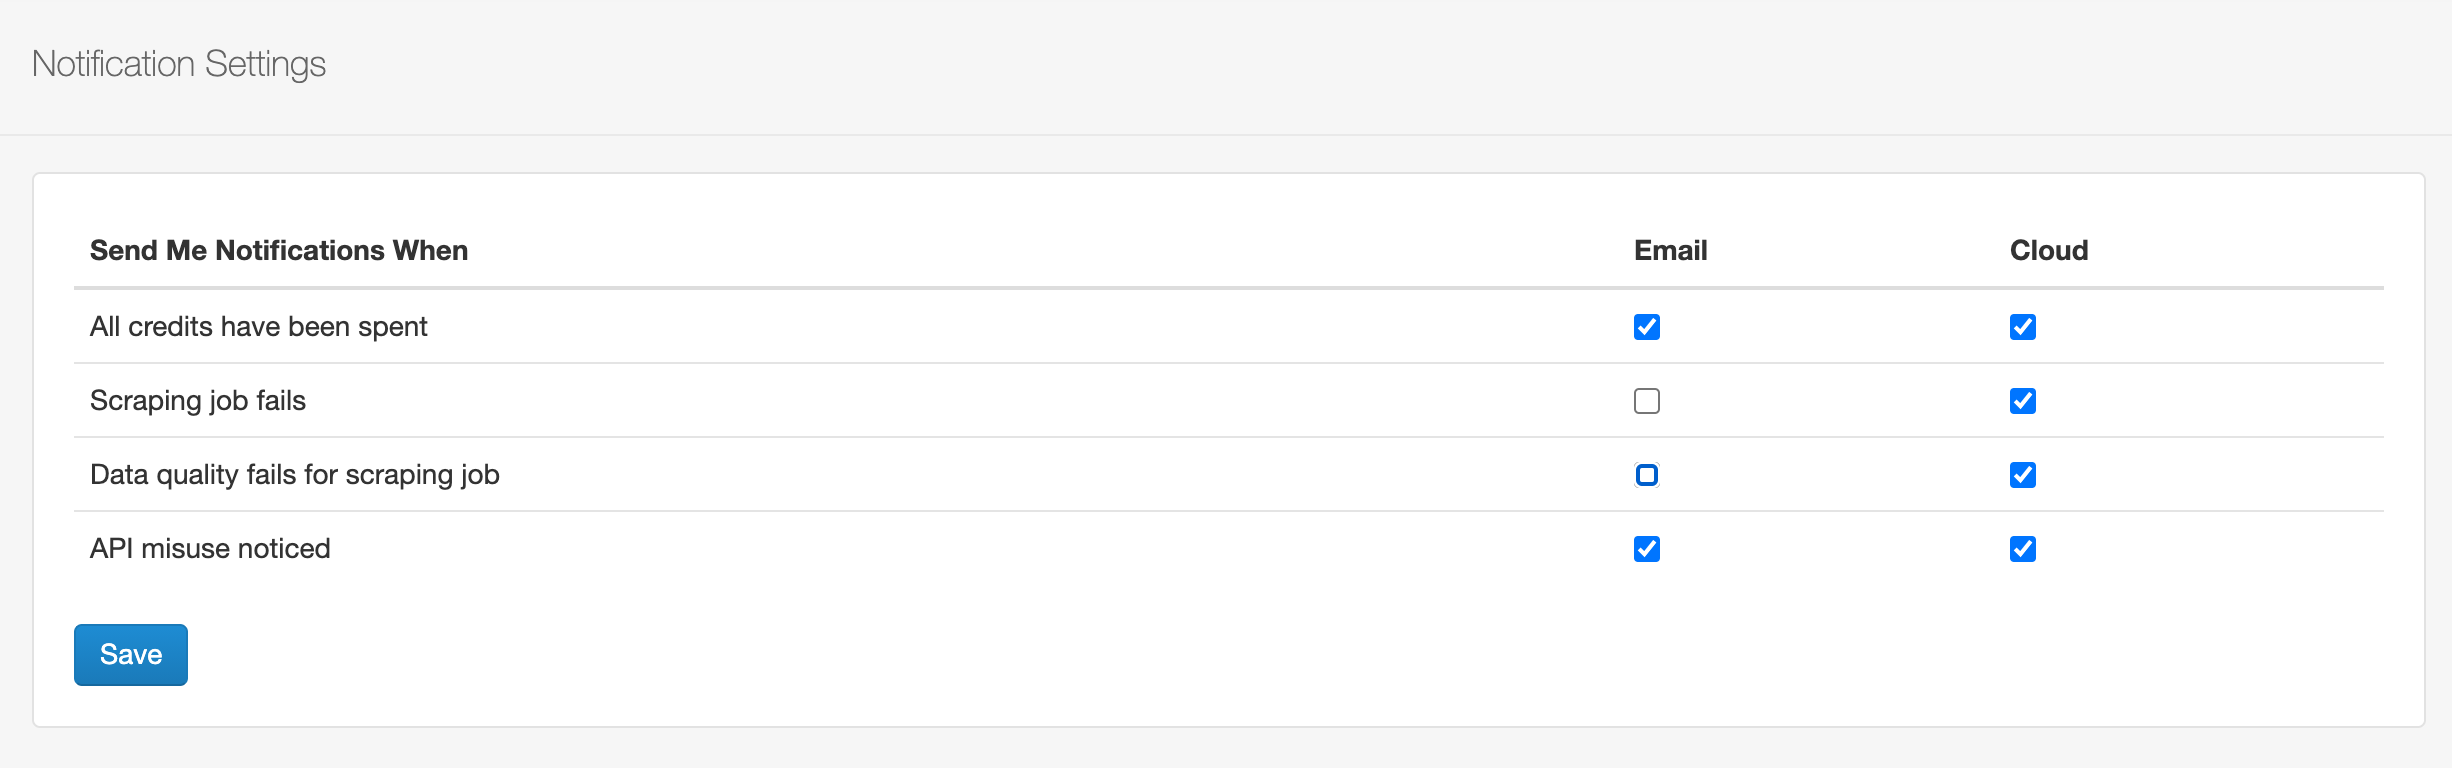 Notification Settings
Send Me Notifications When Email Cloud
All credits have been spent
Scraping job fails
Data quality fails for scraping job
API misuse noticed
Save